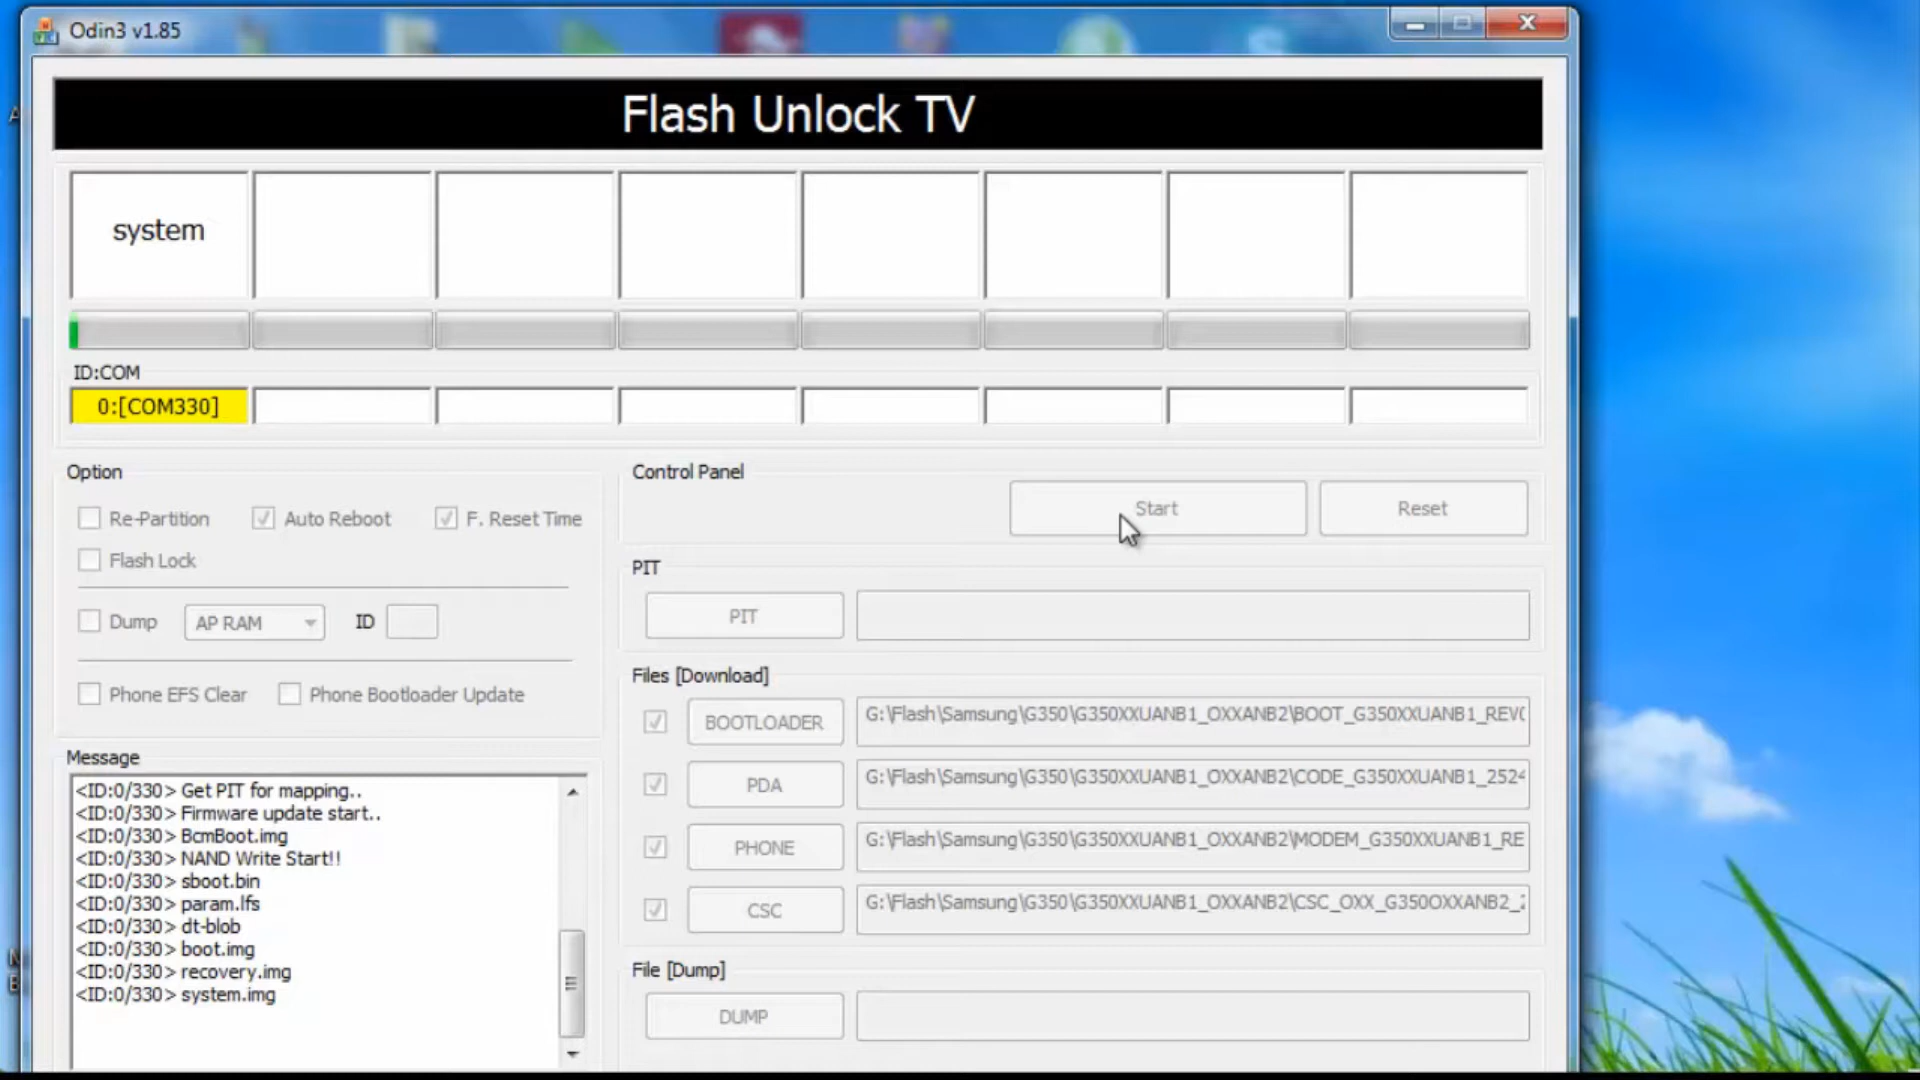 Odin3 v1.85
Flash Unlock TV
system
ID:COM
0:[COM330]
Option
Re-Partition
Auto Reboot
F. Reset Time
Flash Lock
Dump
AP RAM
ID
Phone EFS Clear
Phone Bootloader Update
Message
<ID:0/330> Get PIT for mapping..
<ID:0/330> Firmware update start..
<ID:0/330> BcmBoot.img
<ID:0/330> NAND Write Start!!
<ID:0/330> sboot.bin
<ID:0/330> param.lfs
<ID:0/330> dt-blob
<ID:0/330> boot.img
<ID:0/330> recovery.img
<ID:0/330> system.img
Control Panel
Start
Reset
PIT
PIT
Files [Download]
BOOTLOADER
G:\Flash\Samsung\G350\G350XXUANB1_OXXANB2\BOOT_G350XXUANB1_REV0
PDA
G:\Flash\Samsung\G350\G350XXUANB1_OXXANB2\CODE_G350XXUANB1_2524
PHONE
G:\Flash\Samsung\G350\G350XXUANB1_OXXANB2\MODEM_G350XXUANB1_RE
CSC
G:\Flash\Samsung\G350\G350XXUANB1_OXXANB2\CSC_OXX_G350OXXANB2_2
File [Dump]
DUMP